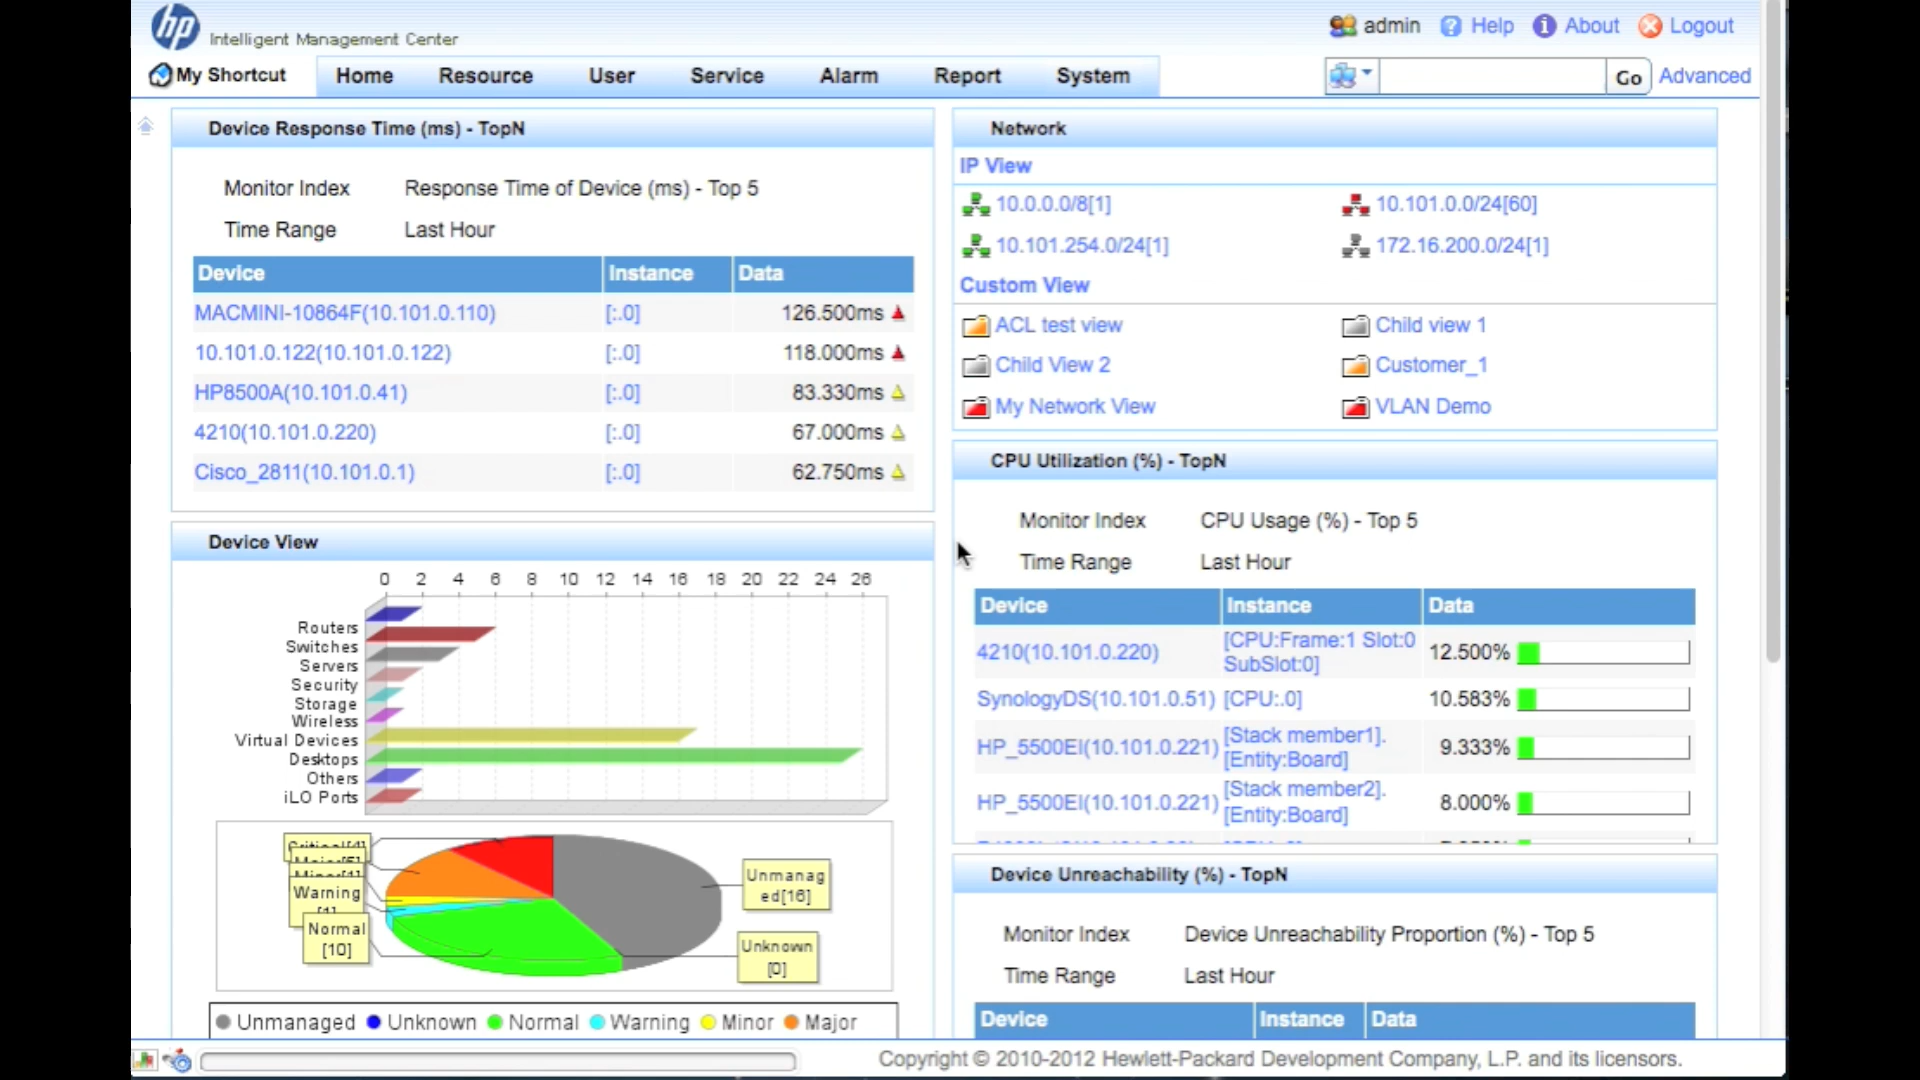 hp
Intelligent Management Center
admin
Help
About
Logout
My Shortcut
Home
Resource
User
Service
Alarm
Report
System
Go
Advanced
Device Response Time (ms) - TopN
Monitor Index Response Time of Device (ms) - Top 5
Time Range Last Hour
Device Instance Data
MACMINI-10864F(10.101.0.110) [:.0] 126.500ms
10.101.0.122(10.101.0.122) [:.0] 118.000ms
HP8500A(10.101.0.41) [:.0] 83.330ms
4210(10.101.0.220) [:.0] 67.000ms
Cisco_2811(10.101.0.1) [:.0] 62.750ms
Device View
0 2 4 6 8 10 12 14 16 18 20 22 24 26
Routers
Switches
Servers
Security
Storage
Wireless
Virtual Devices
Desktops
Others
iLO Ports
Warning
Normal
[10]
Unmanag
ed[16]
Unknown
[0]
Unmanaged Unknown Normal Warning Minor Major
Network
IP View
10.0.0.0/8[1] 10.101.0.0/24[60]
10.101.254.0/24[1] 172.16.200.0/24[1]
Custom View
ACL test view Child view 1
Child View 2 Customer_1
My Network View VLAN Demo
CPU Utilization (%) - TopN
Monitor Index CPU Usage (%) - Top 5
Time Range Last Hour
Device Instance Data
4210(10.101.0.220) [CPU:Frame:1 Slot:0 SubSlot:0] 12.500%
SynologyDS(10.101.0.51) [CPU:.0] 10.583%
HP_5500EI(10.101.0.221) [Stack member1].[Entity:Board] 9.333%
HP_5500EI(10.101.0.221) [Stack member2].[Entity:Board] 8.000%
Device Unreachability (%) - TopN
Monitor Index Device Unreachability Proportion (%) - Top 5
Time Range Last Hour
Device Instance Data
Copyright © 2010-2012 Hewlett-Packard Development Company, L.P. and its licensors.